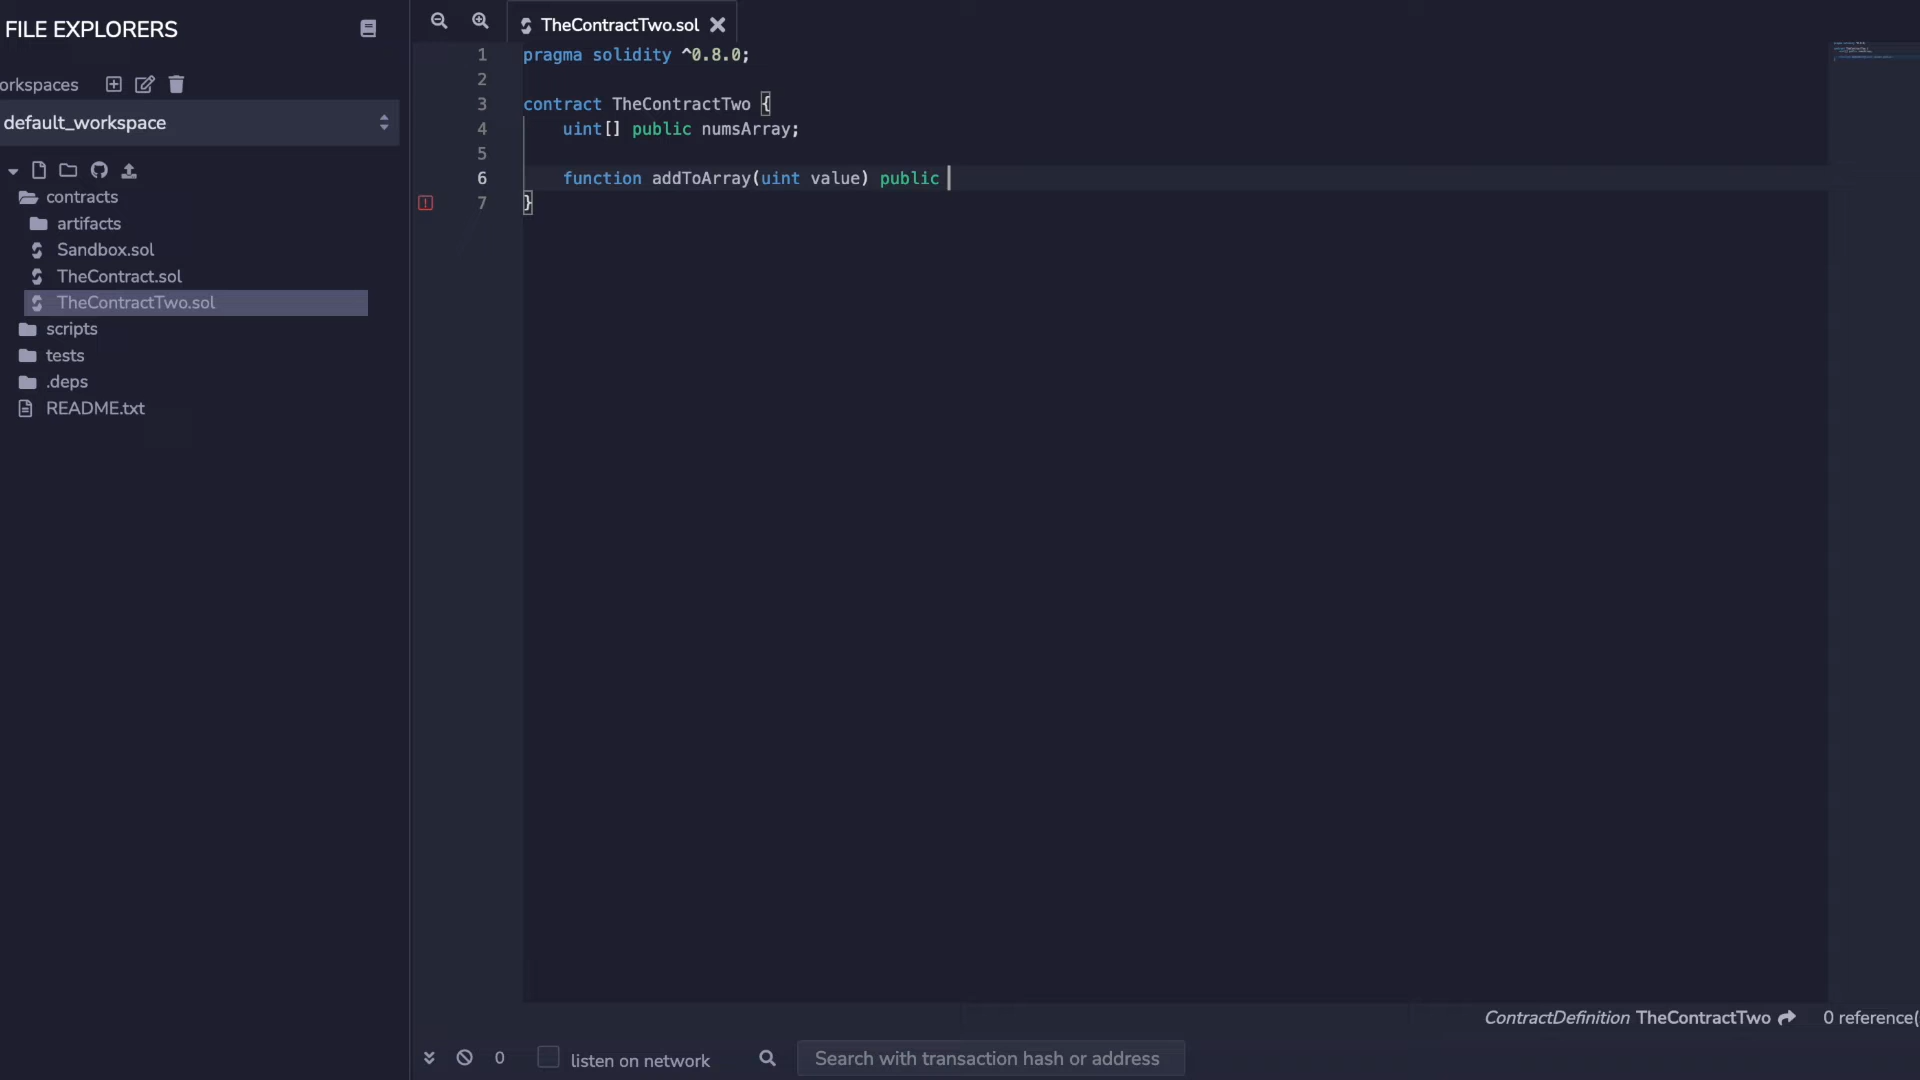 FILE EXPLORERS
orkspaces
default_workspace
contracts
artifacts
Sandbox.sol
TheContract.sol
TheContractTwo.sol
scripts
tests
.deps
README.txt
TheContractTwo.sol
1 pragma solidity ^0.8.0;
2
3 contract TheContractTwo {
4 uint[] public numsArray;
5
6 function addToArray(uint value) public
7 }
ContractDefinition TheContractTwo 0 reference(
0 listen on network Search with transaction hash or address